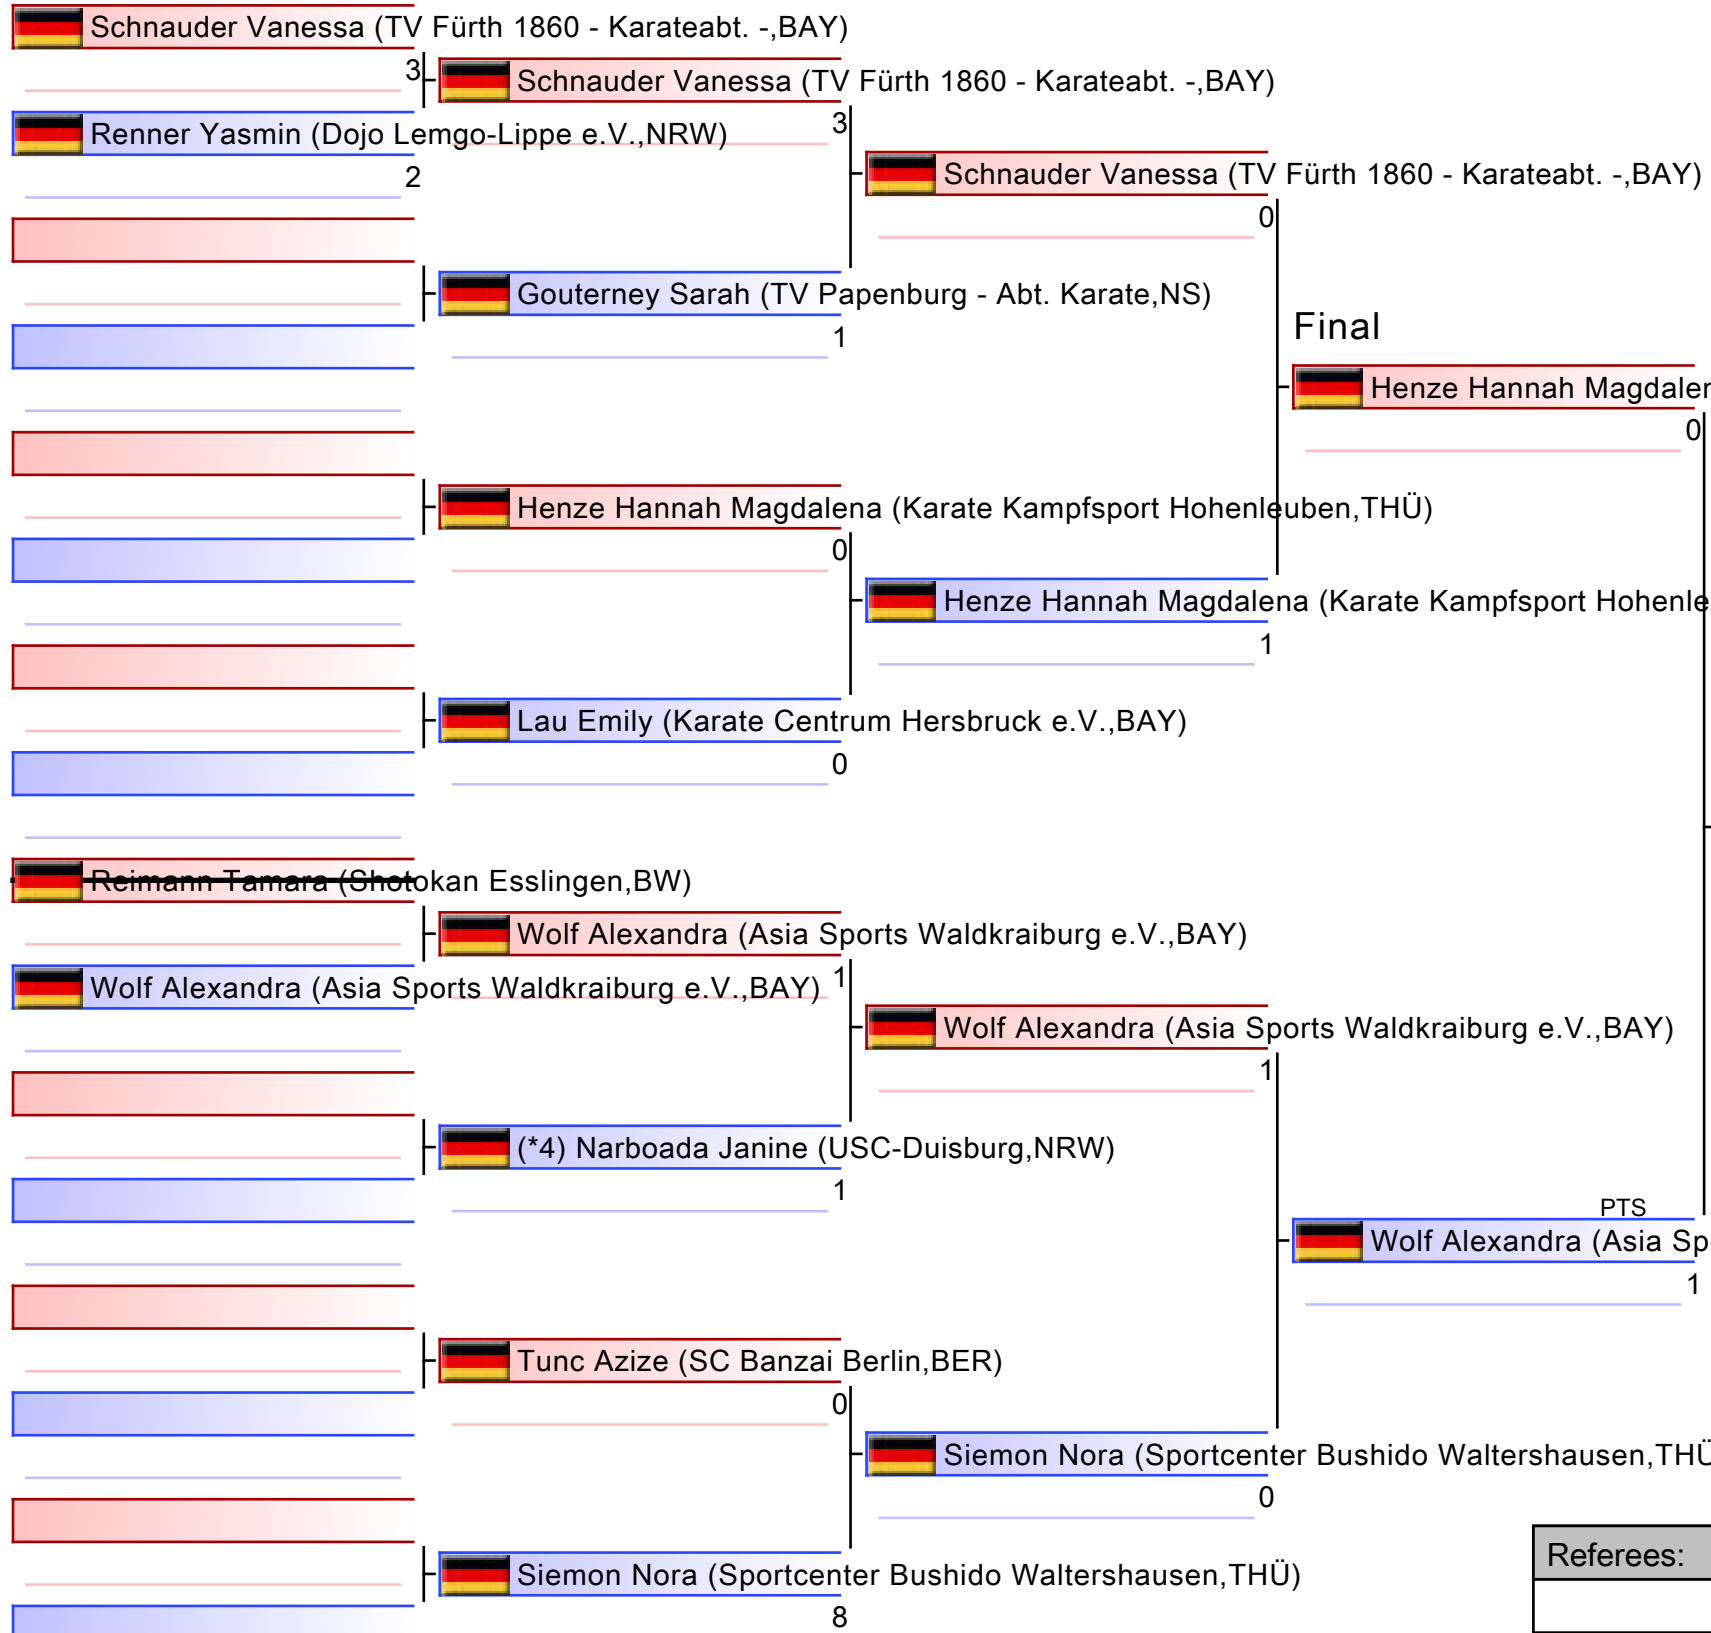 Schnauder Vanessa (TV Fürth 1860 - Karateabt. -,BAY)
3
Schnauder Vanessa (TV Fürth 1860 - Karateabt. -,BAY)
3
Renner Yasmin (Dojo Lemgo-Lippe e.V.,NRW)
2
Schnauder Vanessa (TV Fürth 1860 - Karateabt. -,BAY)
0
Gouterney Sarah (TV Papenburg - Abt. Karate,NS)
1
Final
Henze Hannah Magdalen
0
Henze Hannah Magdalena (Karate Kampfsport Hohenleuben,THÜ)
0
Henze Hannah Magdalena (Karate Kampfsport Hohenle
1
Lau Emily (Karate Centrum Hersbruck e.V.,BAY)
0
Reimann Tamara (Shotokan Esslingen,BW)
Wolf Alexandra (Asia Sports Waldkraiburg e.V.,BAY)
1
Wolf Alexandra (Asia Sports Waldkraiburg e.V.,BAY)
Wolf Alexandra (Asia Sports Waldkraiburg e.V.,BAY)
1
(*4) Narboada Janine (USC-Duisburg,NRW)
1
PTS
Wolf Alexandra (Asia Sp
1
Tunc Azize (SC Banzai Berlin,BER)
0
Siemon Nora (Sportcenter Bushido Waltershausen,THÜ
0
Referees:
Siemon Nora (Sportcenter Bushido Waltershausen,THÜ)
8